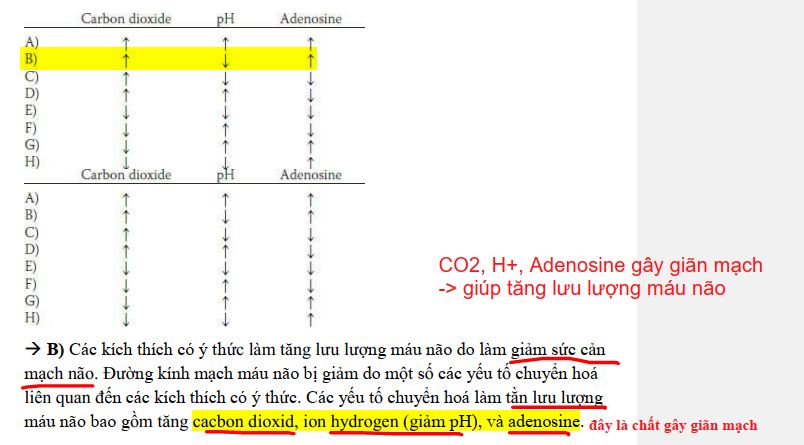 Carbon dioxide pH Adenosine
A) ↑ ↑ ↑
B) ↑ ↓ ↑
C) ↑ ↓ ↓
D) ↑ ↑ ↓
E) ↓ ↓ ↓
F) ↓ ↑ ↓
G) ↓ ↑ ↑
H) ↓ ↓ ↑
Carbon dioxide pH Adenosine
A) ↑ ↑ ↑
B) ↑ ↓ ↑
C) ↑ ↓ ↓
D) ↑ ↑ ↓
E) ↓ ↓ ↓
F) ↓ ↑ ↓
G) ↓ ↑ ↑
H) ↓ ↓ ↑
CO2, H+, Adenosine gây giãn mạch
-> giúp tăng lưu lượng máu não
→ B) Các kích thích có ý thức làm tăng lưu lượng máu não do làm giảm sức cản
mạch não. Đường kính mạch máu não bị giảm do một số các yếu tố chuyển hoá
liên quan đến các kích thích có ý thức. Các yếu tố chuyển hoá làm tằn lưu lượng
máu não bao gồm tăng cacbon dioxid, ion hydrogen (giảm pH), và adenosine. đây là chất gây giãn mạch